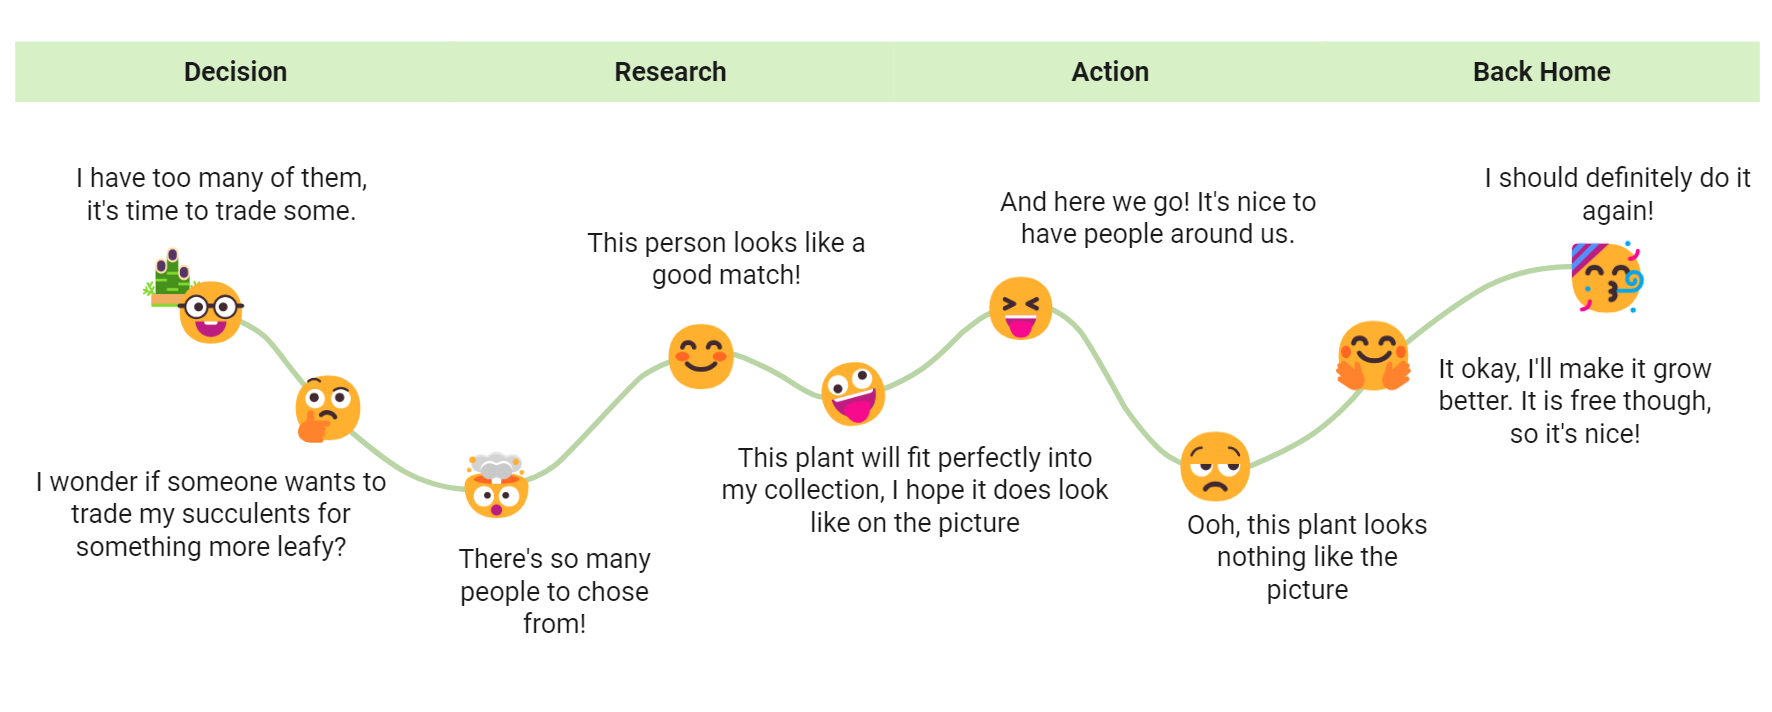 Decision
Research
Action
Back Home
I have too many of them,
it's time to trade some.
I wonder if someone wants to
trade my succulents for
something more leafy?
There's so many
people to chose
from!
This person looks like a
good match!
This plant will fit perfectly into
my collection, I hope it does look
like on the picture
And here we go! It's nice to
have people around us.
Ooh, this plant looks
nothing like the
picture
It okay, I'll make it grow
better. It is free though,
so it's nice!
I should definitely do it
again!